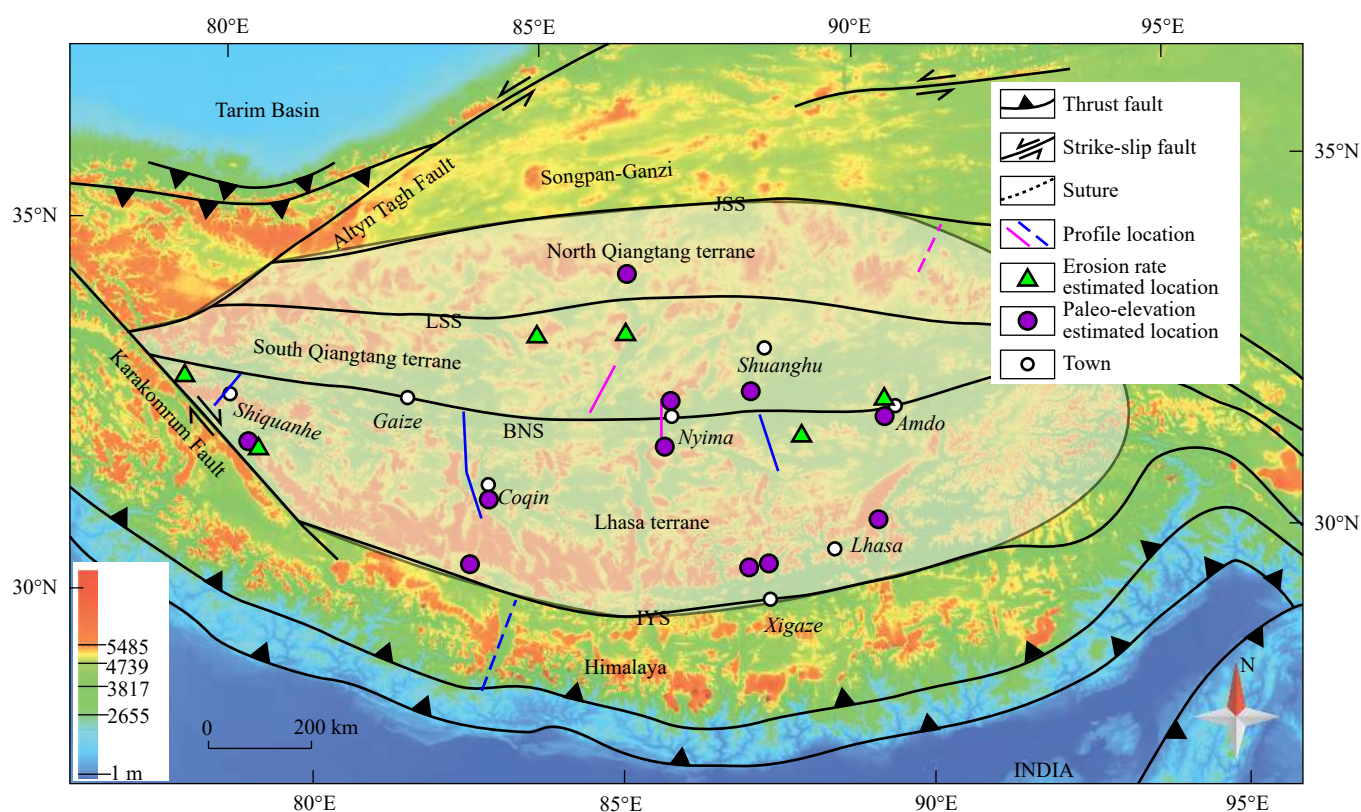 80°E
85°E
90°E
95°E
Tarim Basin
Thrust fault
Strike-slip fault
35°N
Altyn Tagh Fault
Songpan-Ganzi
Suture
35°N
JSS
Profile location
North Qiangtang terrane
Erosion rate
estimated location
Paleo-elevation
estimated location
LSS
South Qiangtang terrane
Shuanghu
Town
Karakomrum Fault
Shiquanhe
Gaize
BNS
Nyima
Amdo
Coqin
Lhasa terrane
30°N
Lhasa
30°N
IYS
Xigaze
5485
4739
3817
2655
1 m
Himalaya
N
0
200 km
INDIA
80°E
85°E
90°E
95°E